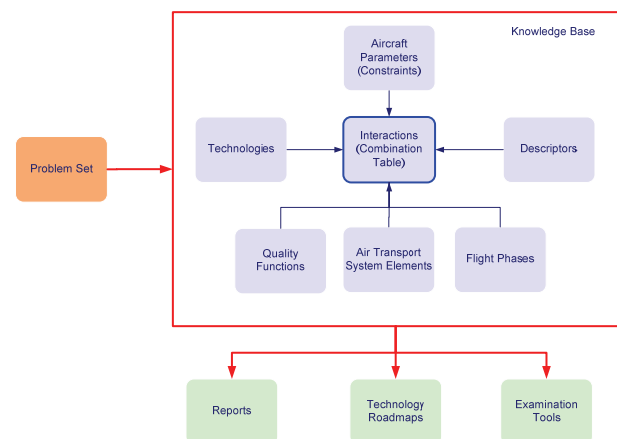 Knowledge Base
Aircraft
Parameters
(Constraints)
Problem Set
Technologies
Interactions
(Combination
Table)
Descriptors
Quality
Functions
Air Transport
System Elements
Flight Phases
Reports
Technology
Roadmaps
Examination
Tools